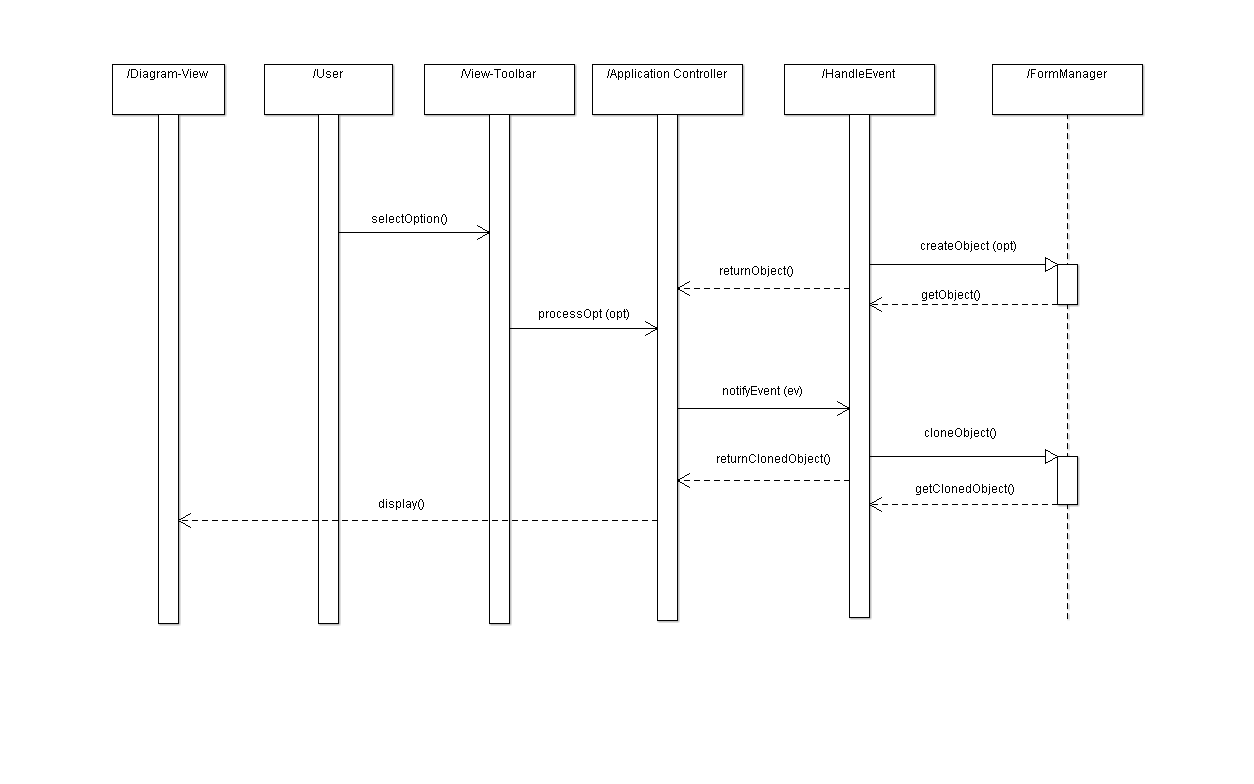 /Diagram-View
/User
/View-Toolbar
/Application Controller
/HandleEvent
/FormManager
selectOption()
createObject (opt)
returnObject()
getObject()
processOpt (opt)
notifyEvent (ev)
cloneObject()
returnClonedObject()
getClonedObject()
display()